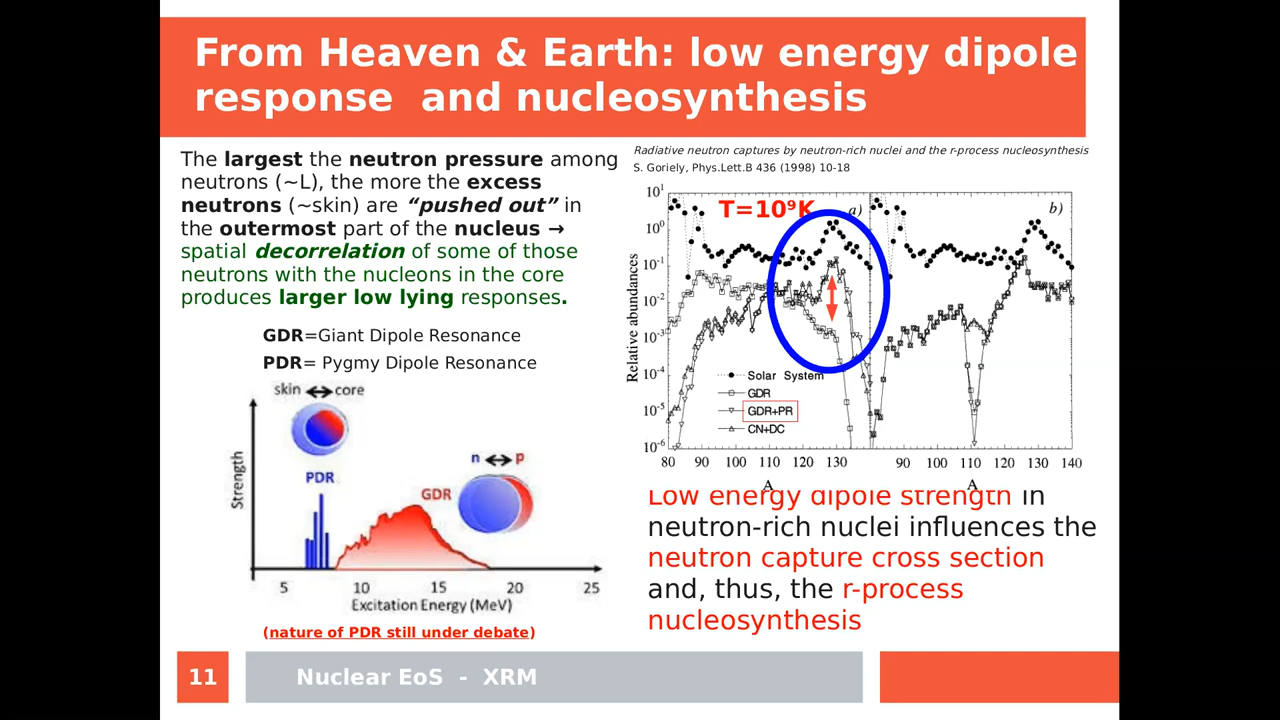 From Heaven & Earth: low energy dipole
response and nucleosynthesis
The largest the neutron pressure among
neutrons (~L), the more the excess
neutrons (~skin) are “pushed out” in
the outermost part of the nucleus →
spatial decorrelation of some of those
neutrons with the nucleons in the core
produces larger low lying responses.
GDR=Giant Dipole Resonance
PDR= Pygmy Dipole Resonance
skin ↔ core
PDR
n ↔ p
GDR
Strength
5 10 15 20 25
Excitation Energy (MeV)
(nature of PDR still under debate)
Radiative neutron captures by neutron-rich nuclei and the r-process nucleosynthesis
S. Goriely, Phys.Lett.B 436 (1998) 10-18
T=10⁹K
a)
b)
Relative abundances
10¹
10⁰
10⁻¹
10⁻²
10⁻³
10⁻⁴
10⁻⁵
10⁻⁶
Solar System
GDR
GDR+PR
CN+DC
80 90 100 110 120 130 90 100 110 120 130 140
A A
Low energy dipole strength in
neutron-rich nuclei influences the
neutron capture cross section
and, thus, the r-process
nucleosynthesis
11
Nuclear EoS - XRM